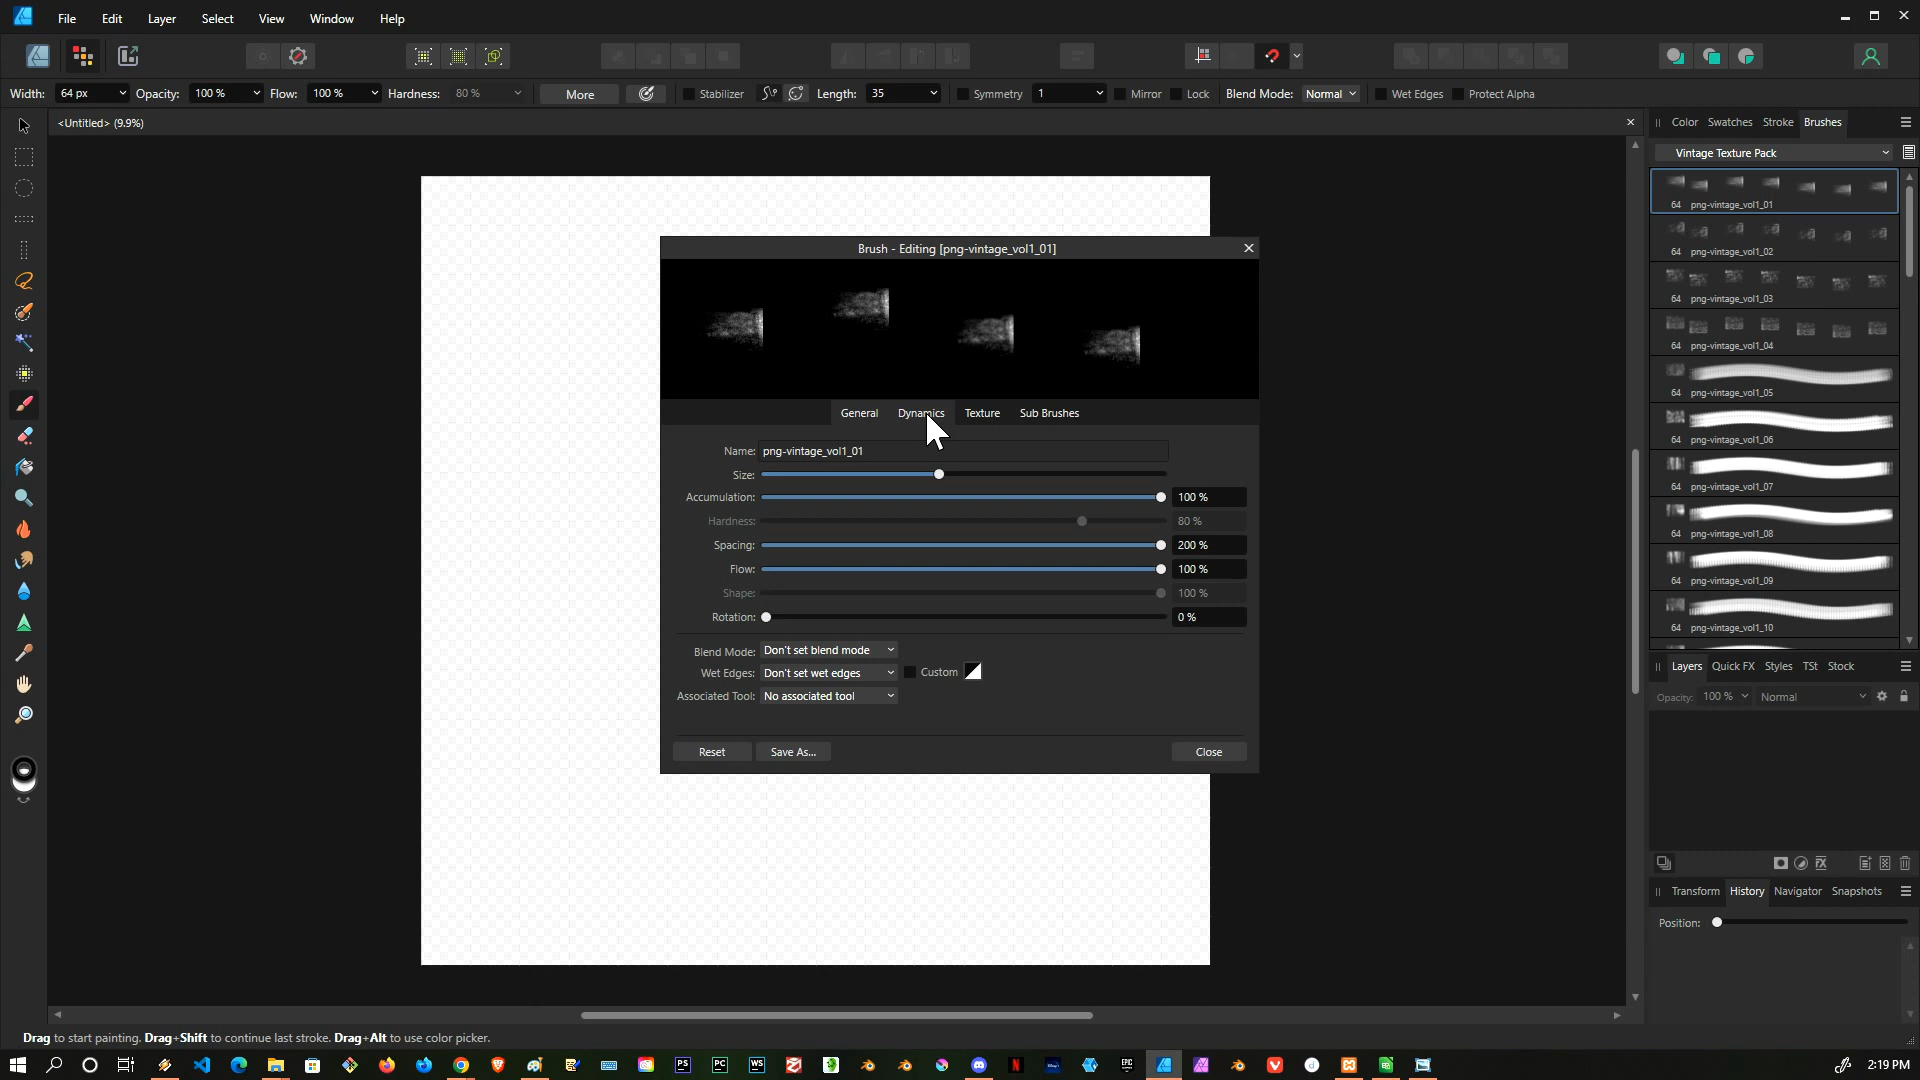 File Edit Layer Select View Window Help
Width: 64 px Opacity: 100 % Flow: 100 % Hardness: 80 % More Stabilizer Length: 35 Symmetry 1 Mirror Lock Blend Mode: Normal Wet Edges Protect Alpha
<Untitled> (9.9%)
Color Swatches Stroke Brushes
Vintage Texture Pack
64 png-vintage_vol1_01
64 png-vintage_vol1_02
64 png-vintage_vol1_03
64 png-vintage_vol1_04
64 png-vintage_vol1_05
64 png-vintage_vol1_06
64 png-vintage_vol1_07
64 png-vintage_vol1_08
64 png-vintage_vol1_09
64 png-vintage_vol1_10
Brush - Editing [png-vintage_vol1_01]
General Dynamics Texture Sub Brushes
Name: png-vintage_vol1_01
Size:
Accumulation: 100 %
Hardness: 80 %
Spacing: 200 %
Flow: 100 %
Shape: 100 %
Rotation: 0 %
Blend Mode: Don't set blend mode
Wet Edges: Don't set wet edges Custom
Associated Tool: No associated tool
Reset Save As... Close
Layers Quick FX Styles TSt Stock
Opacity: 100 % Normal
Transform History Navigator Snapshots
Position:
Drag to start painting. Drag+Shift to continue last stroke. Drag+Alt to use color picker.
PS PC WS N EPIC
2:19 PM